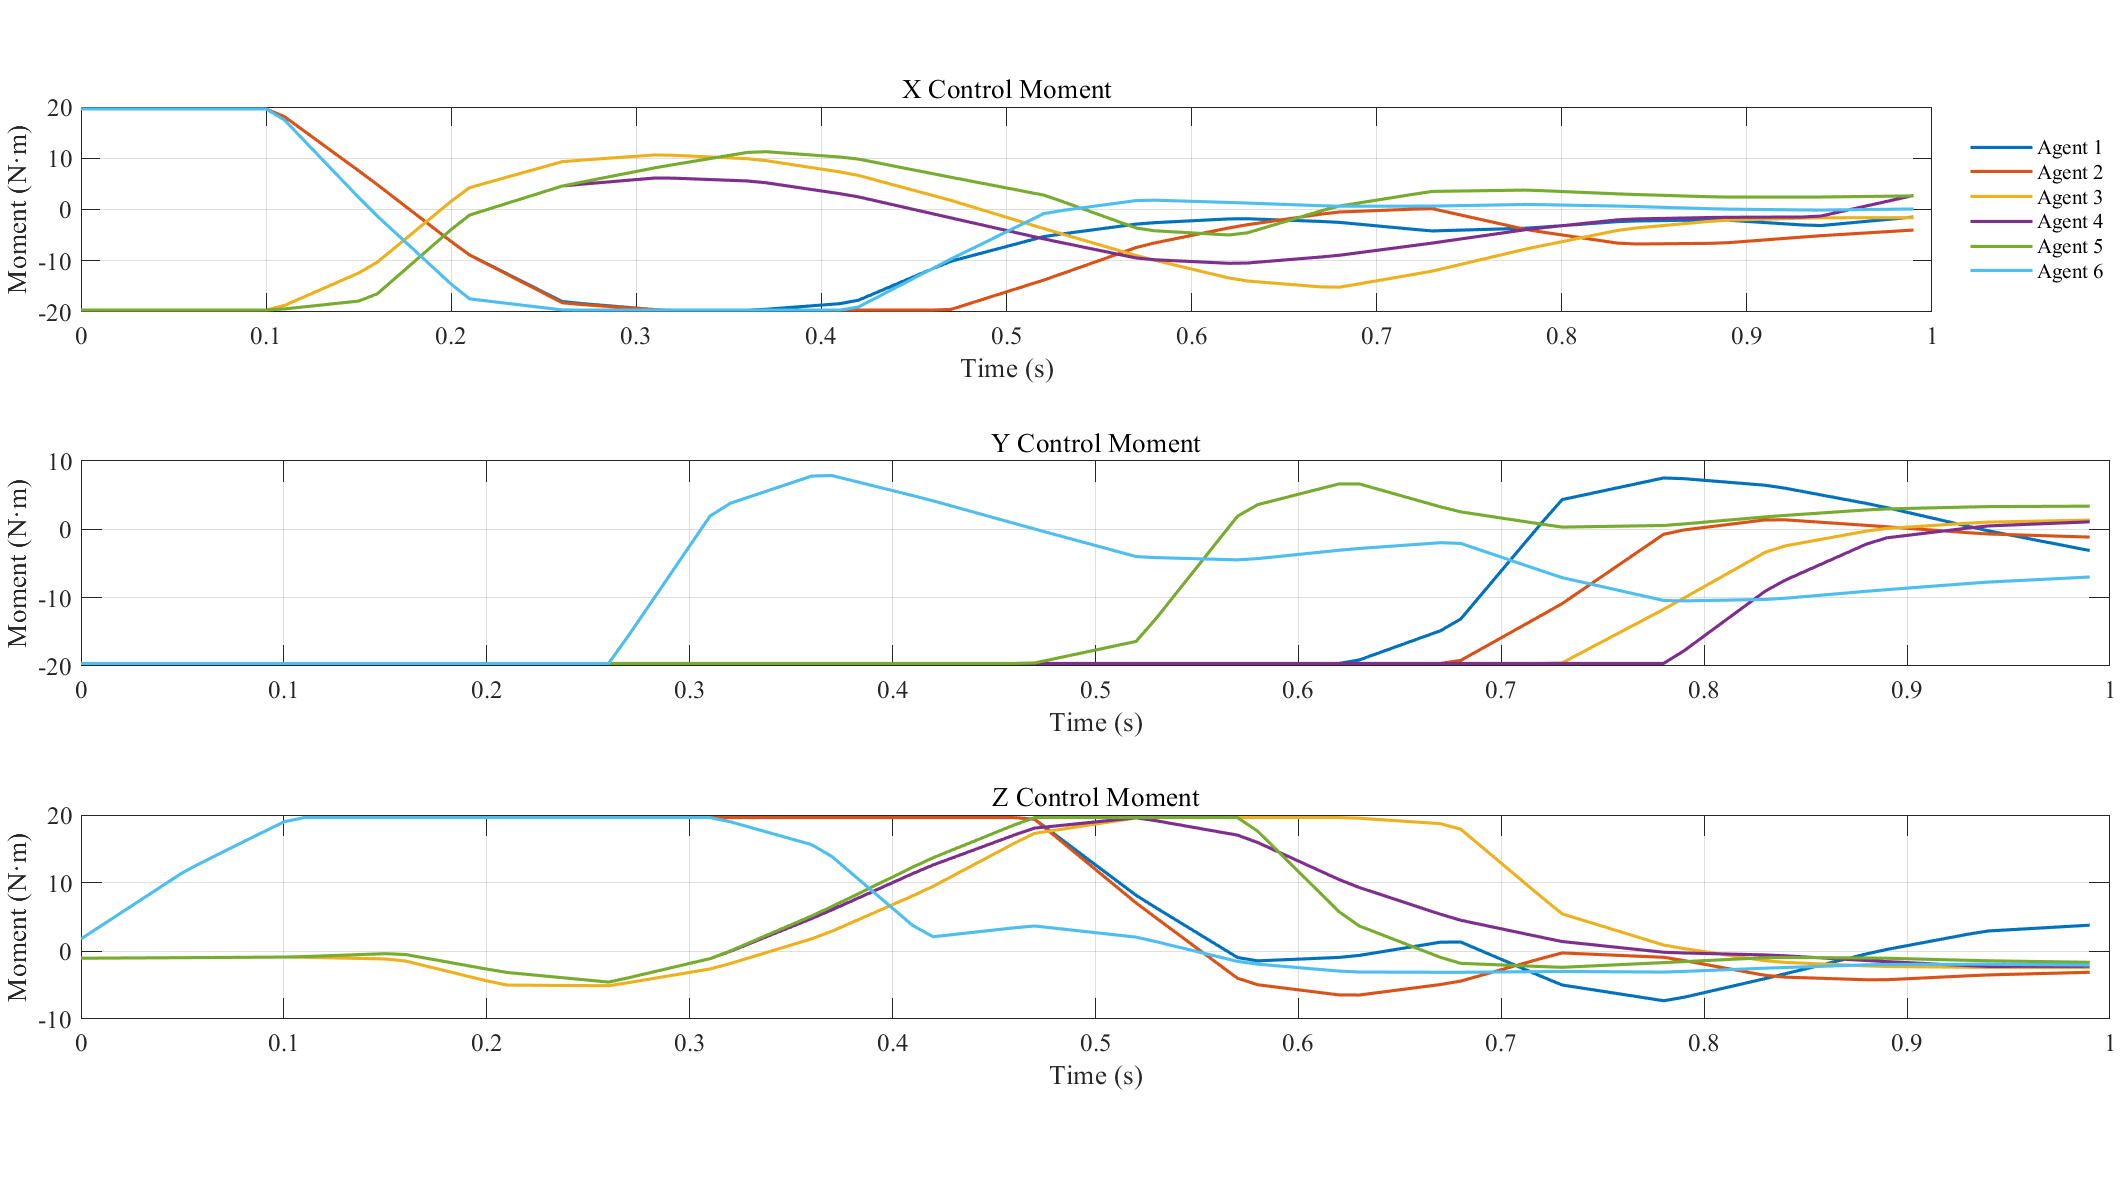 X Control Moment
Moment (N·m)
20
10
0
-10
-20
0 0.1 0.2 0.3 0.4 0.5 0.6 0.7 0.8 0.9 1
Time (s)
Agent 1
Agent 2
Agent 3
Agent 4
Agent 5
Agent 6
Y Control Moment
Moment (N·m)
10
0
-10
-20
0 0.1 0.2 0.3 0.4 0.5 0.6 0.7 0.8 0.9 1
Time (s)
Z Control Moment
Moment (N·m)
20
10
0
-10
0 0.1 0.2 0.3 0.4 0.5 0.6 0.7 0.8 0.9 1
Time (s)